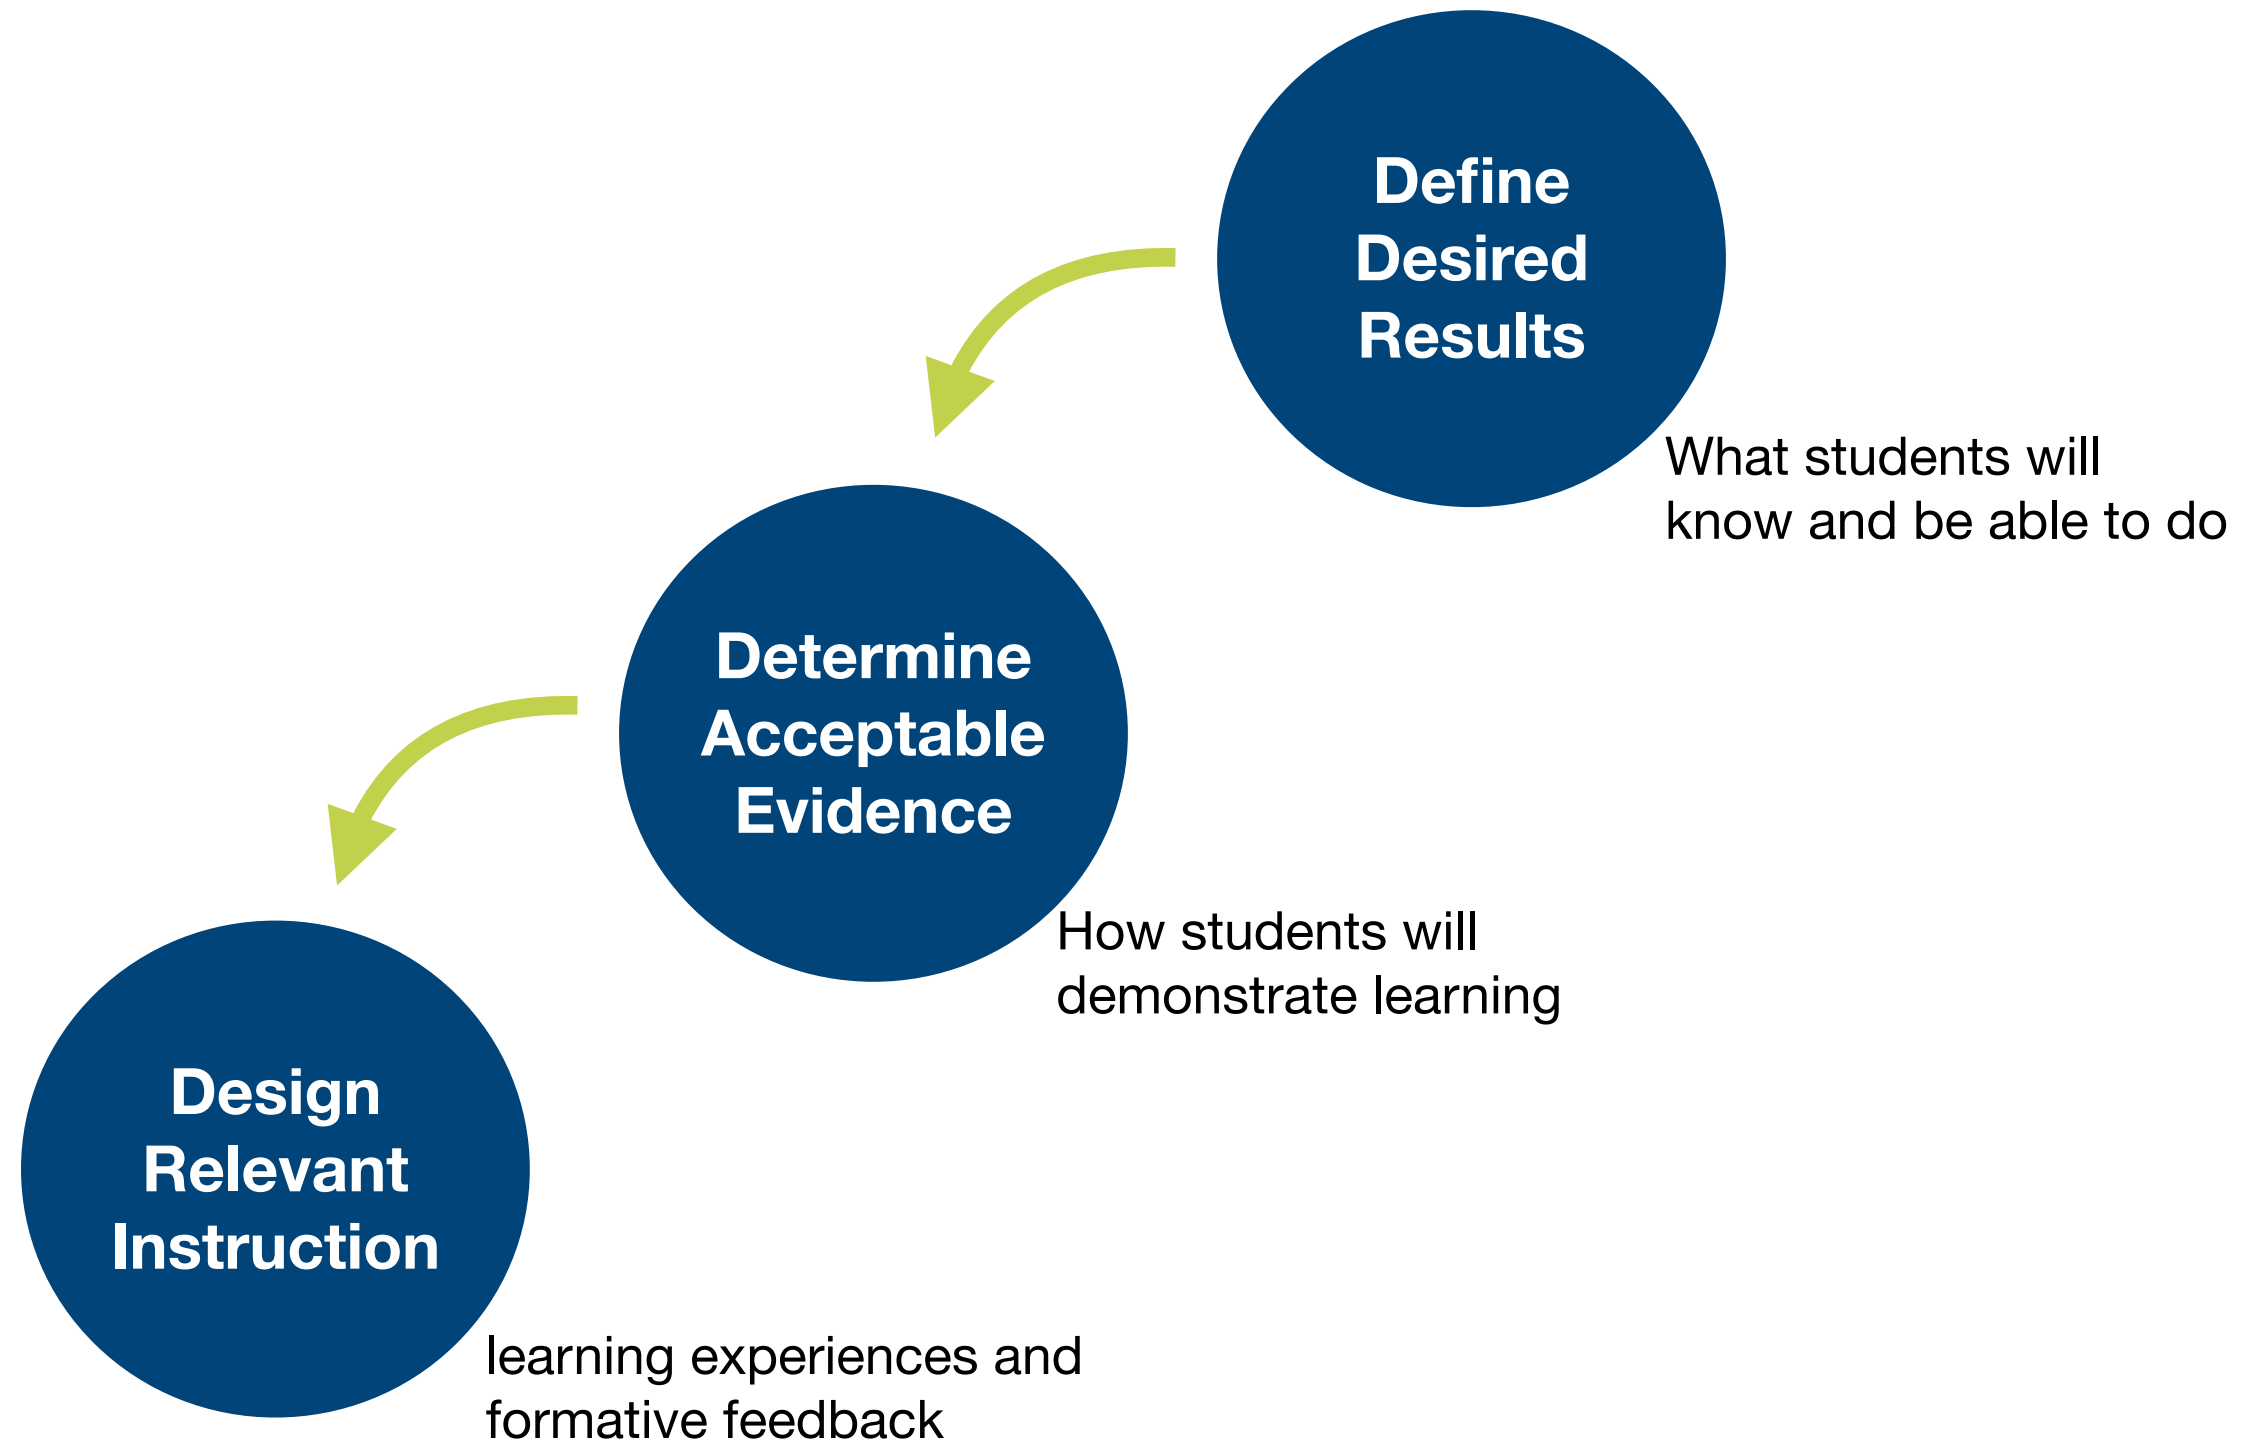 Define
Desired
Results
What students will
know and be able to do
Determine
Acceptable
Evidence
How students will
demonstrate learning
Design
Relevant
Instruction
learning experiences and
formative feedback